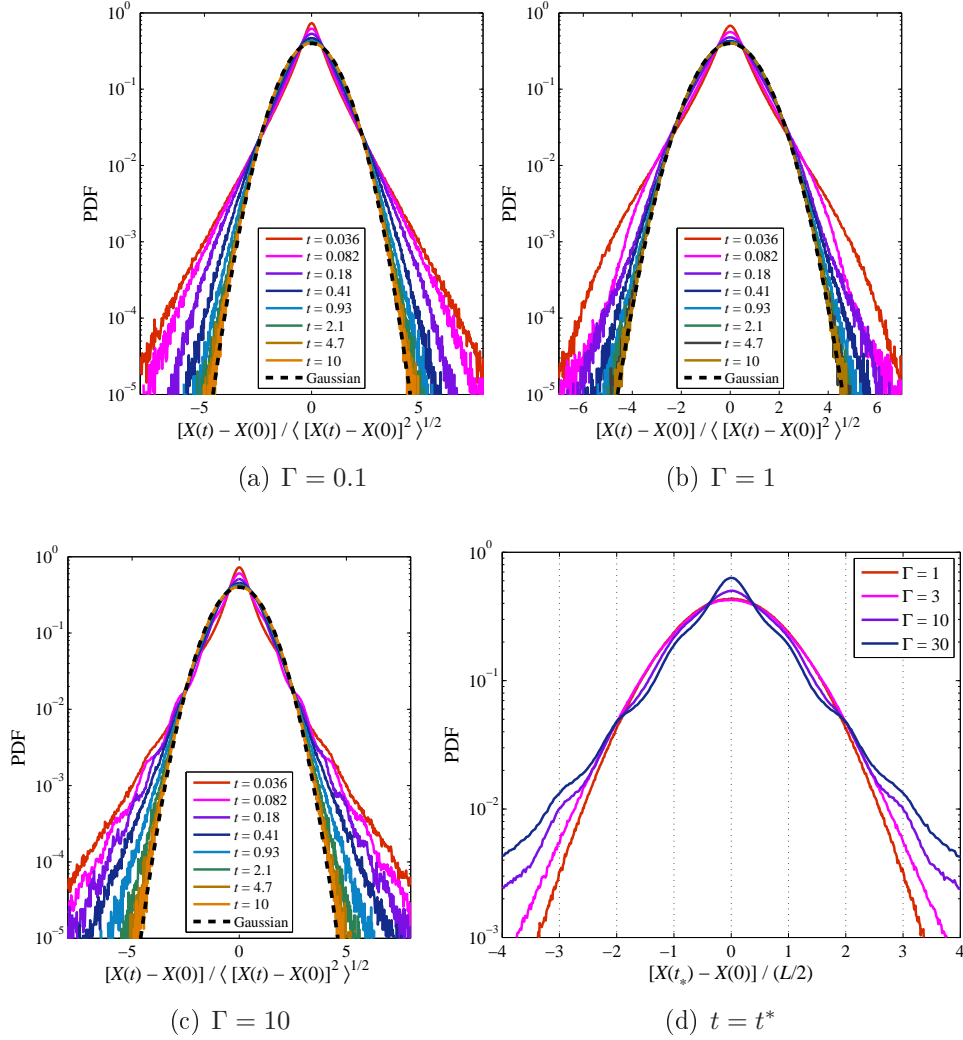 10^0
10^-1
10^-2
10^-3
10^-4
10^-5
PDF
t = 0.036
t = 0.082
t = 0.18
t = 0.41
t = 0.93
t = 2.1
t = 4.7
t = 10
Gaussian
−5 0 5
[X(t) − X(0)] / ⟨ [X(t) − X(0)]^2 ⟩^1/2
(a) Γ = 0.1
10^0
10^-1
10^-2
10^-3
10^-4
10^-5
PDF
t = 0.036
t = 0.082
t = 0.18
t = 0.41
t = 0.93
t = 2.1
t = 4.7
t = 10
Gaussian
−6 −4 −2 0 2 4 6
[X(t) − X(0)] / ⟨ [X(t) − X(0)]^2 ⟩^1/2
(b) Γ = 1
10^0
10^-1
10^-2
10^-3
10^-4
10^-5
PDF
t = 0.036
t = 0.082
t = 0.18
t = 0.41
t = 0.93
t = 2.1
t = 4.7
t = 10
Gaussian
−5 0 5
[X(t) − X(0)] / ⟨ [X(t) − X(0)]^2 ⟩^1/2
(c) Γ = 10
10^0
10^-1
10^-2
10^-3
PDF
Γ = 1
Γ = 3
Γ = 10
Γ = 30
−4 −3 −2 −1 0 1 2 3 4
[X(t_*) − X(0)] / (L/2)
(d) t = t*